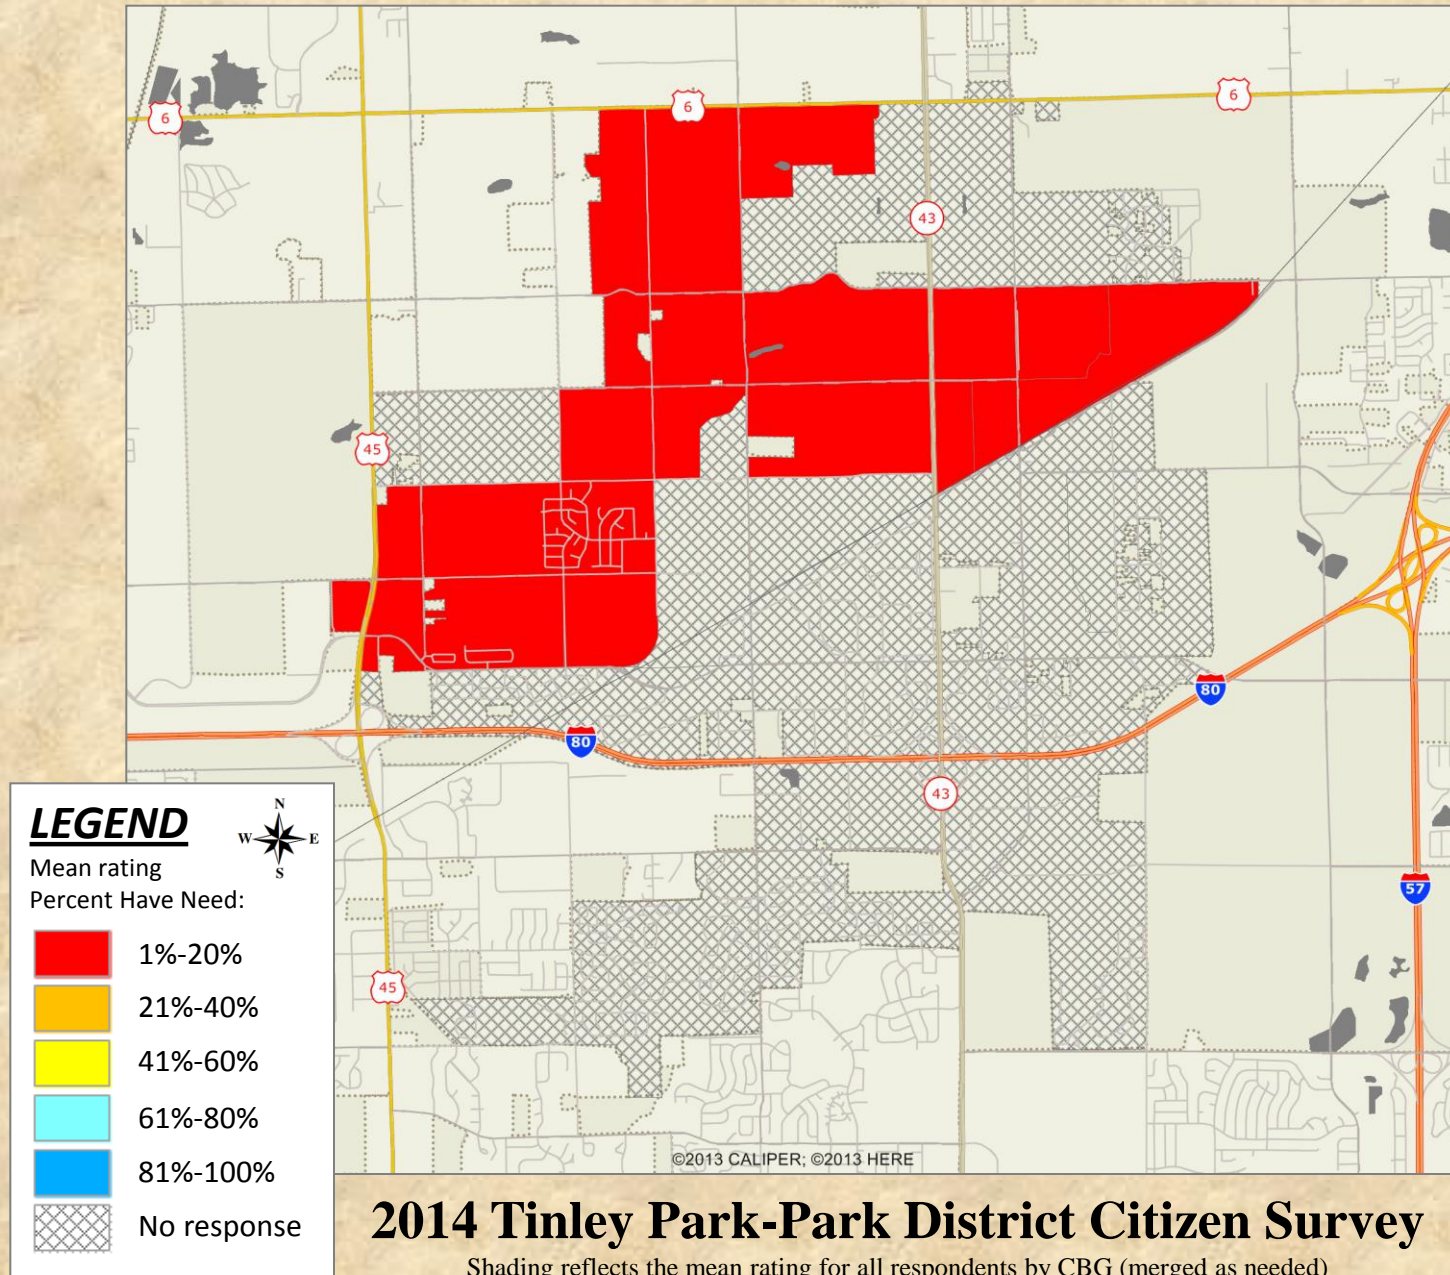 6
6
6
43
45
80
80
43
57
45
LEGEND
N
W E
S
Mean rating
Percent Have Need:
1%-20%
21%-40%
41%-60%
61%-80%
81%-100%
No response
©2013 CALIPER; ©2013 HERE
2014 Tinley Park-Park District Citizen Survey
Shading reflects the mean rating for all respondents by CBG (merged as needed)